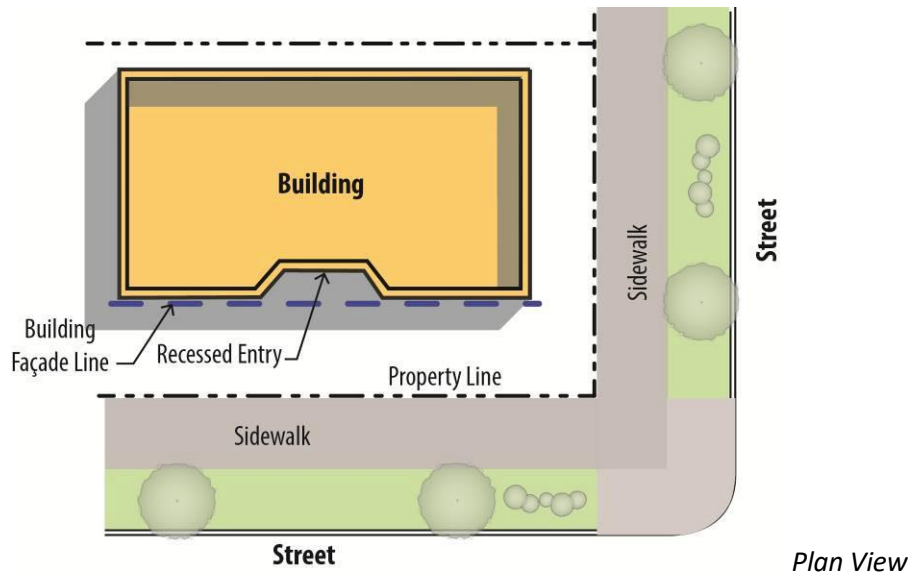 Building
Sidewalk
Street
Building
Façade Line
Recessed Entry
Property Line
Sidewalk
Street
Plan View